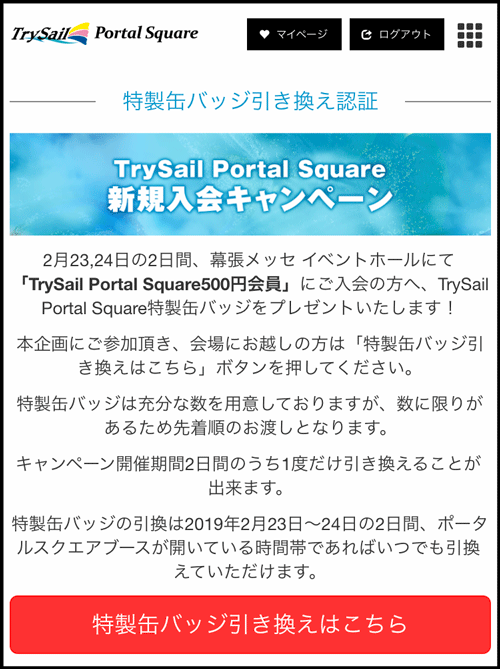 TrySail Portal Square
マイページ
ログアウト
特製缶バッジ引き換え認証
TrySail Portal Square
新規入会キャンペーン
2月23,24日の2日間、幕張メッセ イベントホールにて
「TrySail Portal Square500円会員」にご入会の方へ、TrySail
Portal Square特製缶バッジをプレゼントいたします！
本企画にご参加頂き、会場にお越しの方は「特製缶バッジ引
き換えはこちら」ボタンを押してください。
特製缶バッジは充分な数を用意しておりますが、数に限りが
あるため先着順のお渡しとなります。
キャンペーン開催期間2日間のうち1度だけ引き換えることが
出来ます。
特製缶バッジの引換は2019年2月23日〜24日の2日間、ポータ
ルスクエアブースが開いている時間帯であればいつでも引換
えていただけます。
特製缶バッジ引き換えはこちら